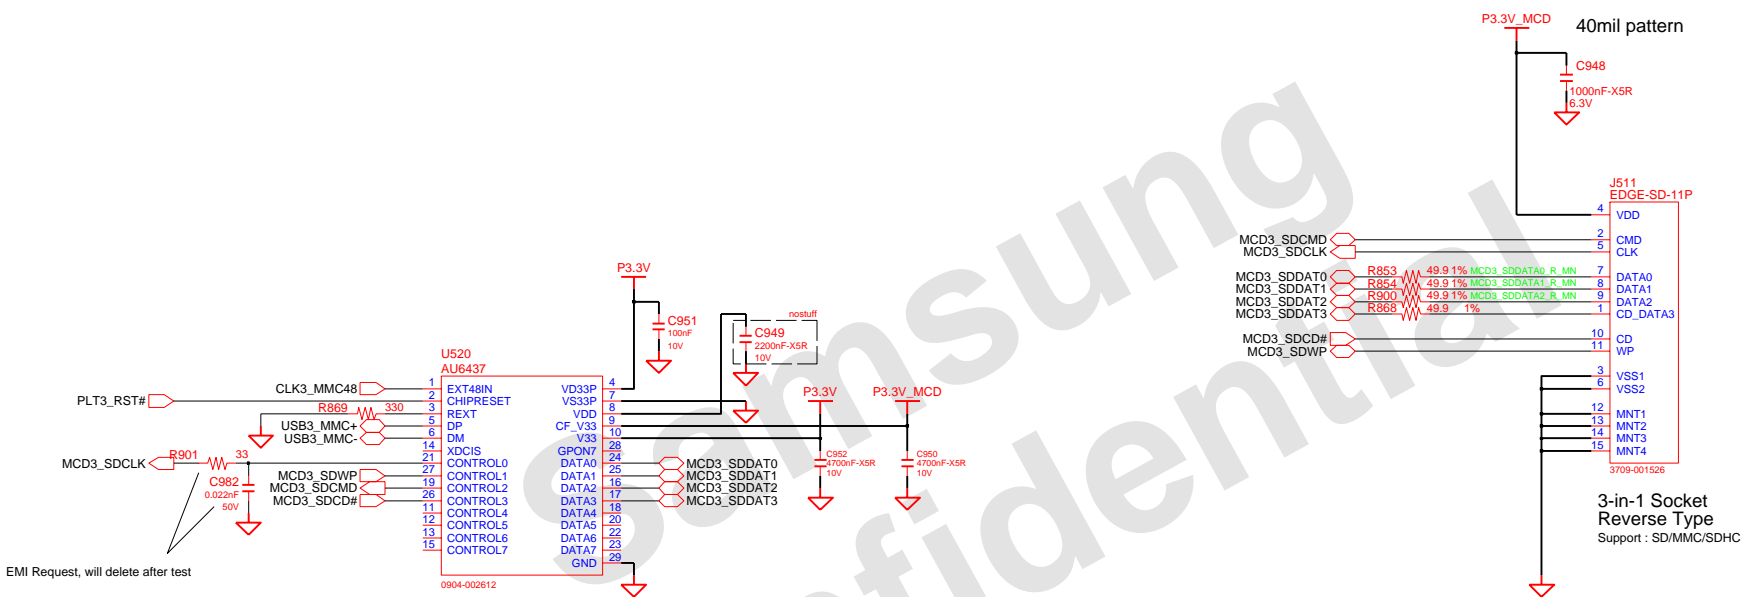 P3.3V_MCD
40mil pattern
C948
1000nF-X5R
6.3V
J511
EDGE-SD-11P
4 VDD
MCD3_SDCMD 2 CMD
MCD3_SDCLK 5 CLK
MCD3_SDDAT0 R853 49.9 1% MCD3_SDDATA0_R_MN 7 DATA0
MCD3_SDDAT1 R854 49.9 1% MCD3_SDDATA1_R_MN 8 DATA1
MCD3_SDDAT2 R900 49.9 1% MCD3_SDDATA2_R_MN 9 DATA2
MCD3_SDDAT3 R868 49.9 1% 1 CD_DATA3
MCD3_SDCD# 10 CD
MCD3_SDWP 11 WP
3 VSS1
6 VSS2
12 MNT1
13 MNT2
14 MNT3
15 MNT4
3709-001526
3-in-1 Socket
Reverse Type
Support : SD/MMC/SDHC
P3.3V
C951
100nF
10V
nostuff
C949
2200nF-X5R
10V
U520
AU6437
CLK3_MMC48 1 EXT48IN VD33P 4
PLT3_RST# 2 CHIPRESET VS33P 7
R869 330 3 REXT VDD 8
USB3_MMC+ 5 DP CF_V33 9
USB3_MMC- 6 DM V33 10
14 XDCIS GPON7 28
MCD3_SDCLK R901 33 21 CONTROL0 DATA0 24 MCD3_SDDAT0
MCD3_SDWP 27 CONTROL1 DATA1 25 MCD3_SDDAT1
MCD3_SDCMD 19 CONTROL2 DATA2 16 MCD3_SDDAT2
MCD3_SDCD# 26 CONTROL3 DATA3 17 MCD3_SDDAT3
11 CONTROL4 DATA4 18
12 CONTROL5 DATA5 20
13 CONTROL6 DATA6 22
15 CONTROL7 DATA7 23
GND 29
0904-002612
C982
0.022nF
50V
EMI Request, will delete after test
P3.3V
P3.3V_MCD
C952
4700nF-X5R
10V
C950
4700nF-X5R
10V
Samsung
Confidential